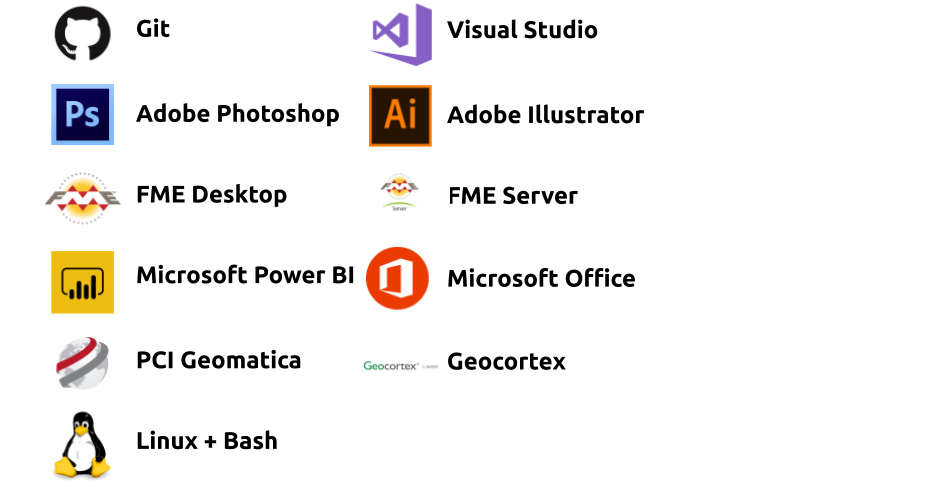 Git
Visual Studio
Ps
Adobe Photoshop
Ai
Adobe Illustrator
FME
FME Desktop
FME
Server
FME Server
Microsoft Power BI
Microsoft Office
PCI Geomatica
Geocortex
Geocortex
Linux + Bash